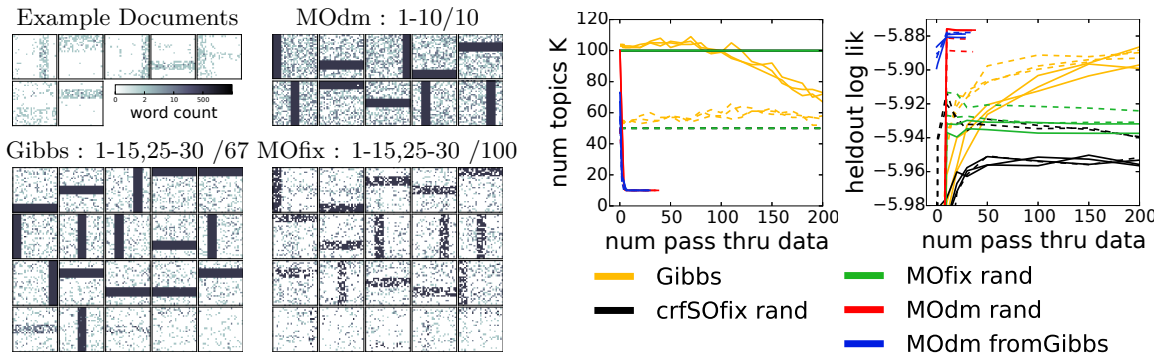 Example Documents
MOdm : 1-10/10
0 2 10 500
word count
Gibbs : 1-15,25-30 /67
MOfix : 1-15,25-30 /100
num topics K
120
100
80
60
40
20
0
0 50 100 150 200
num pass thru data
heldout log lik
−5.88
−5.90
−5.92
−5.94
−5.96
−5.98
0 50 100 150 200
num pass thru data
Gibbs
crfSOfix rand
MOfix rand
MOdm rand
MOdm fromGibbs